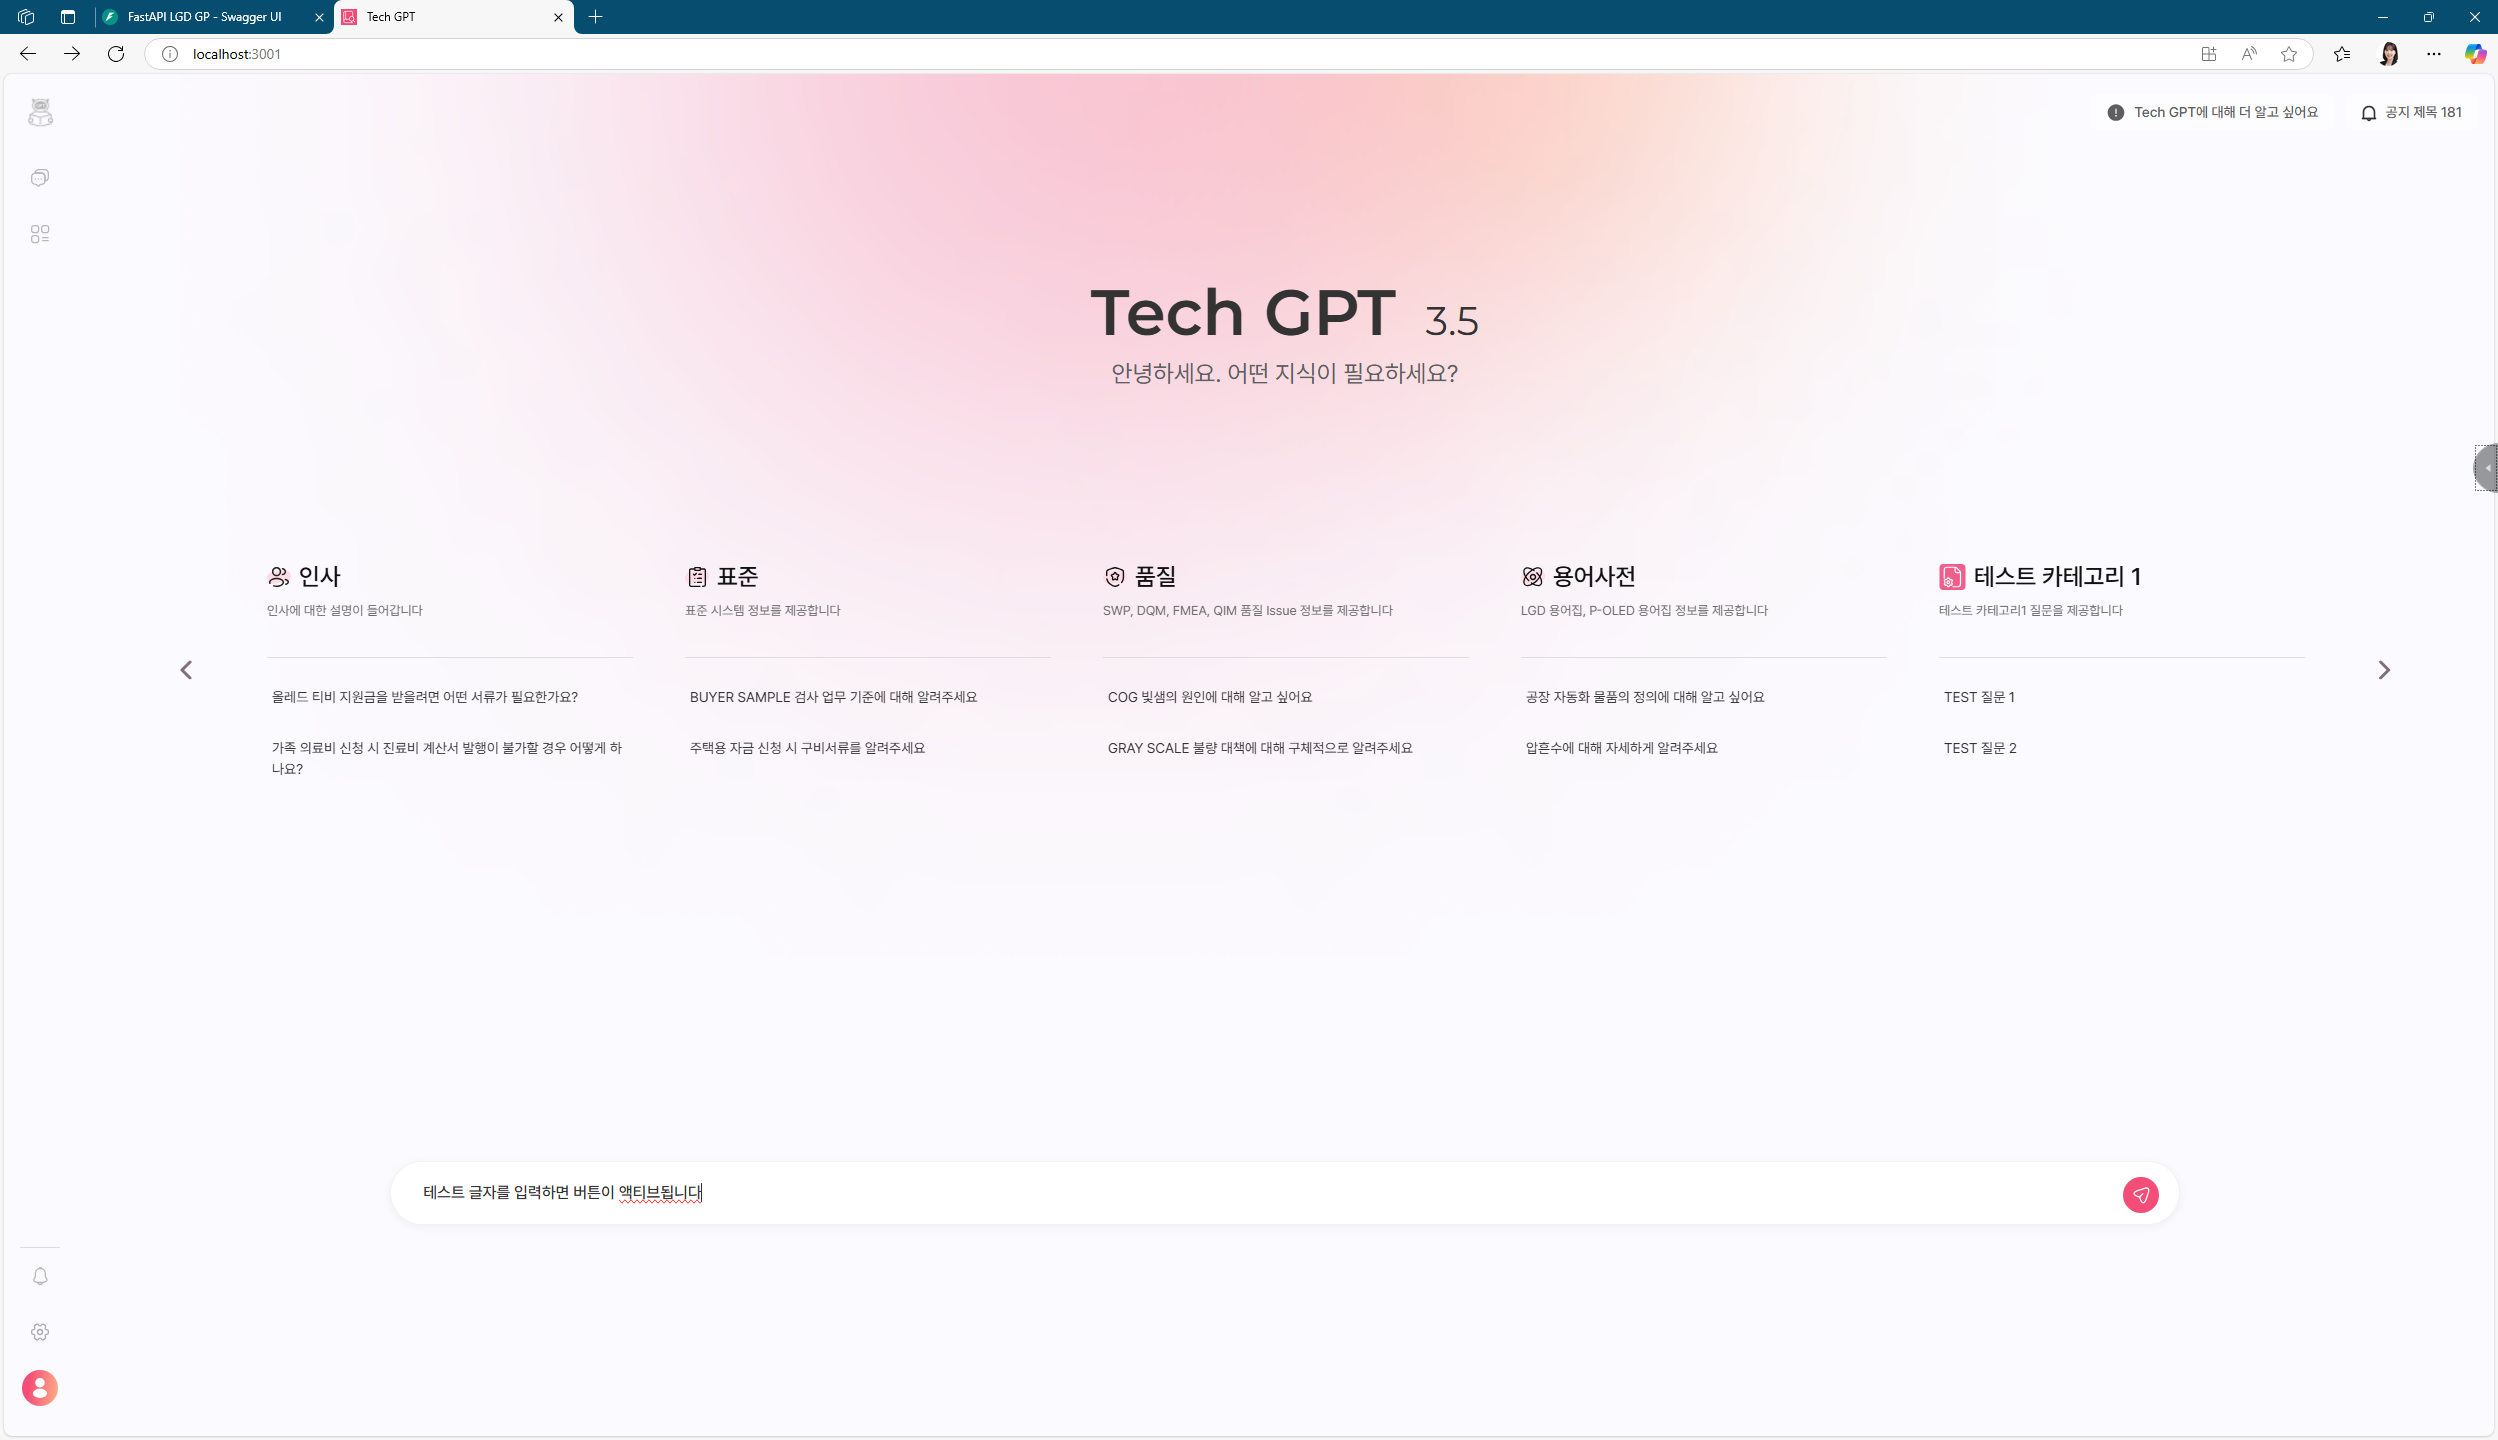 FastAPI LGD GP - Swagger UI
Tech GPT
localhost:3001
Tech GPT에 대해 더 알고 싶어요
공지 제목 181
Tech GPT 3.5
안녕하세요. 어떤 지식이 필요하세요?
인사
인사에 대한 설명이 들어갑니다
올레드 티비 지원금을 받을려면 어떤 서류가 필요한가요?
가족 의료비 신청 시 진료비 계산서 발행이 불가할 경우 어떻게 하
나요?
표준
표준 시스템 정보를 제공합니다
BUYER SAMPLE 검사 업무 기준에 대해 알려주세요
주택용 자금 신청 시 구비서류를 알려주세요
품질
SWP, DQM, FMEA, QIM 품질 Issue 정보를 제공합니다
COG 빛샘의 원인에 대해 알고 싶어요
GRAY SCALE 불량 대책에 대해 구체적으로 알려주세요
용어사전
LGD 용어집, P-OLED 용어집 정보를 제공합니다
공장 자동화 물품의 정의에 대해 알고 싶어요
압흔수에 대해 자세하게 알려주세요
테스트 카테고리 1
테스트 카테고리1 질문을 제공합니다
TEST 질문 1
TEST 질문 2
테스트 글자를 입력하면 버튼이 액티브됩니다